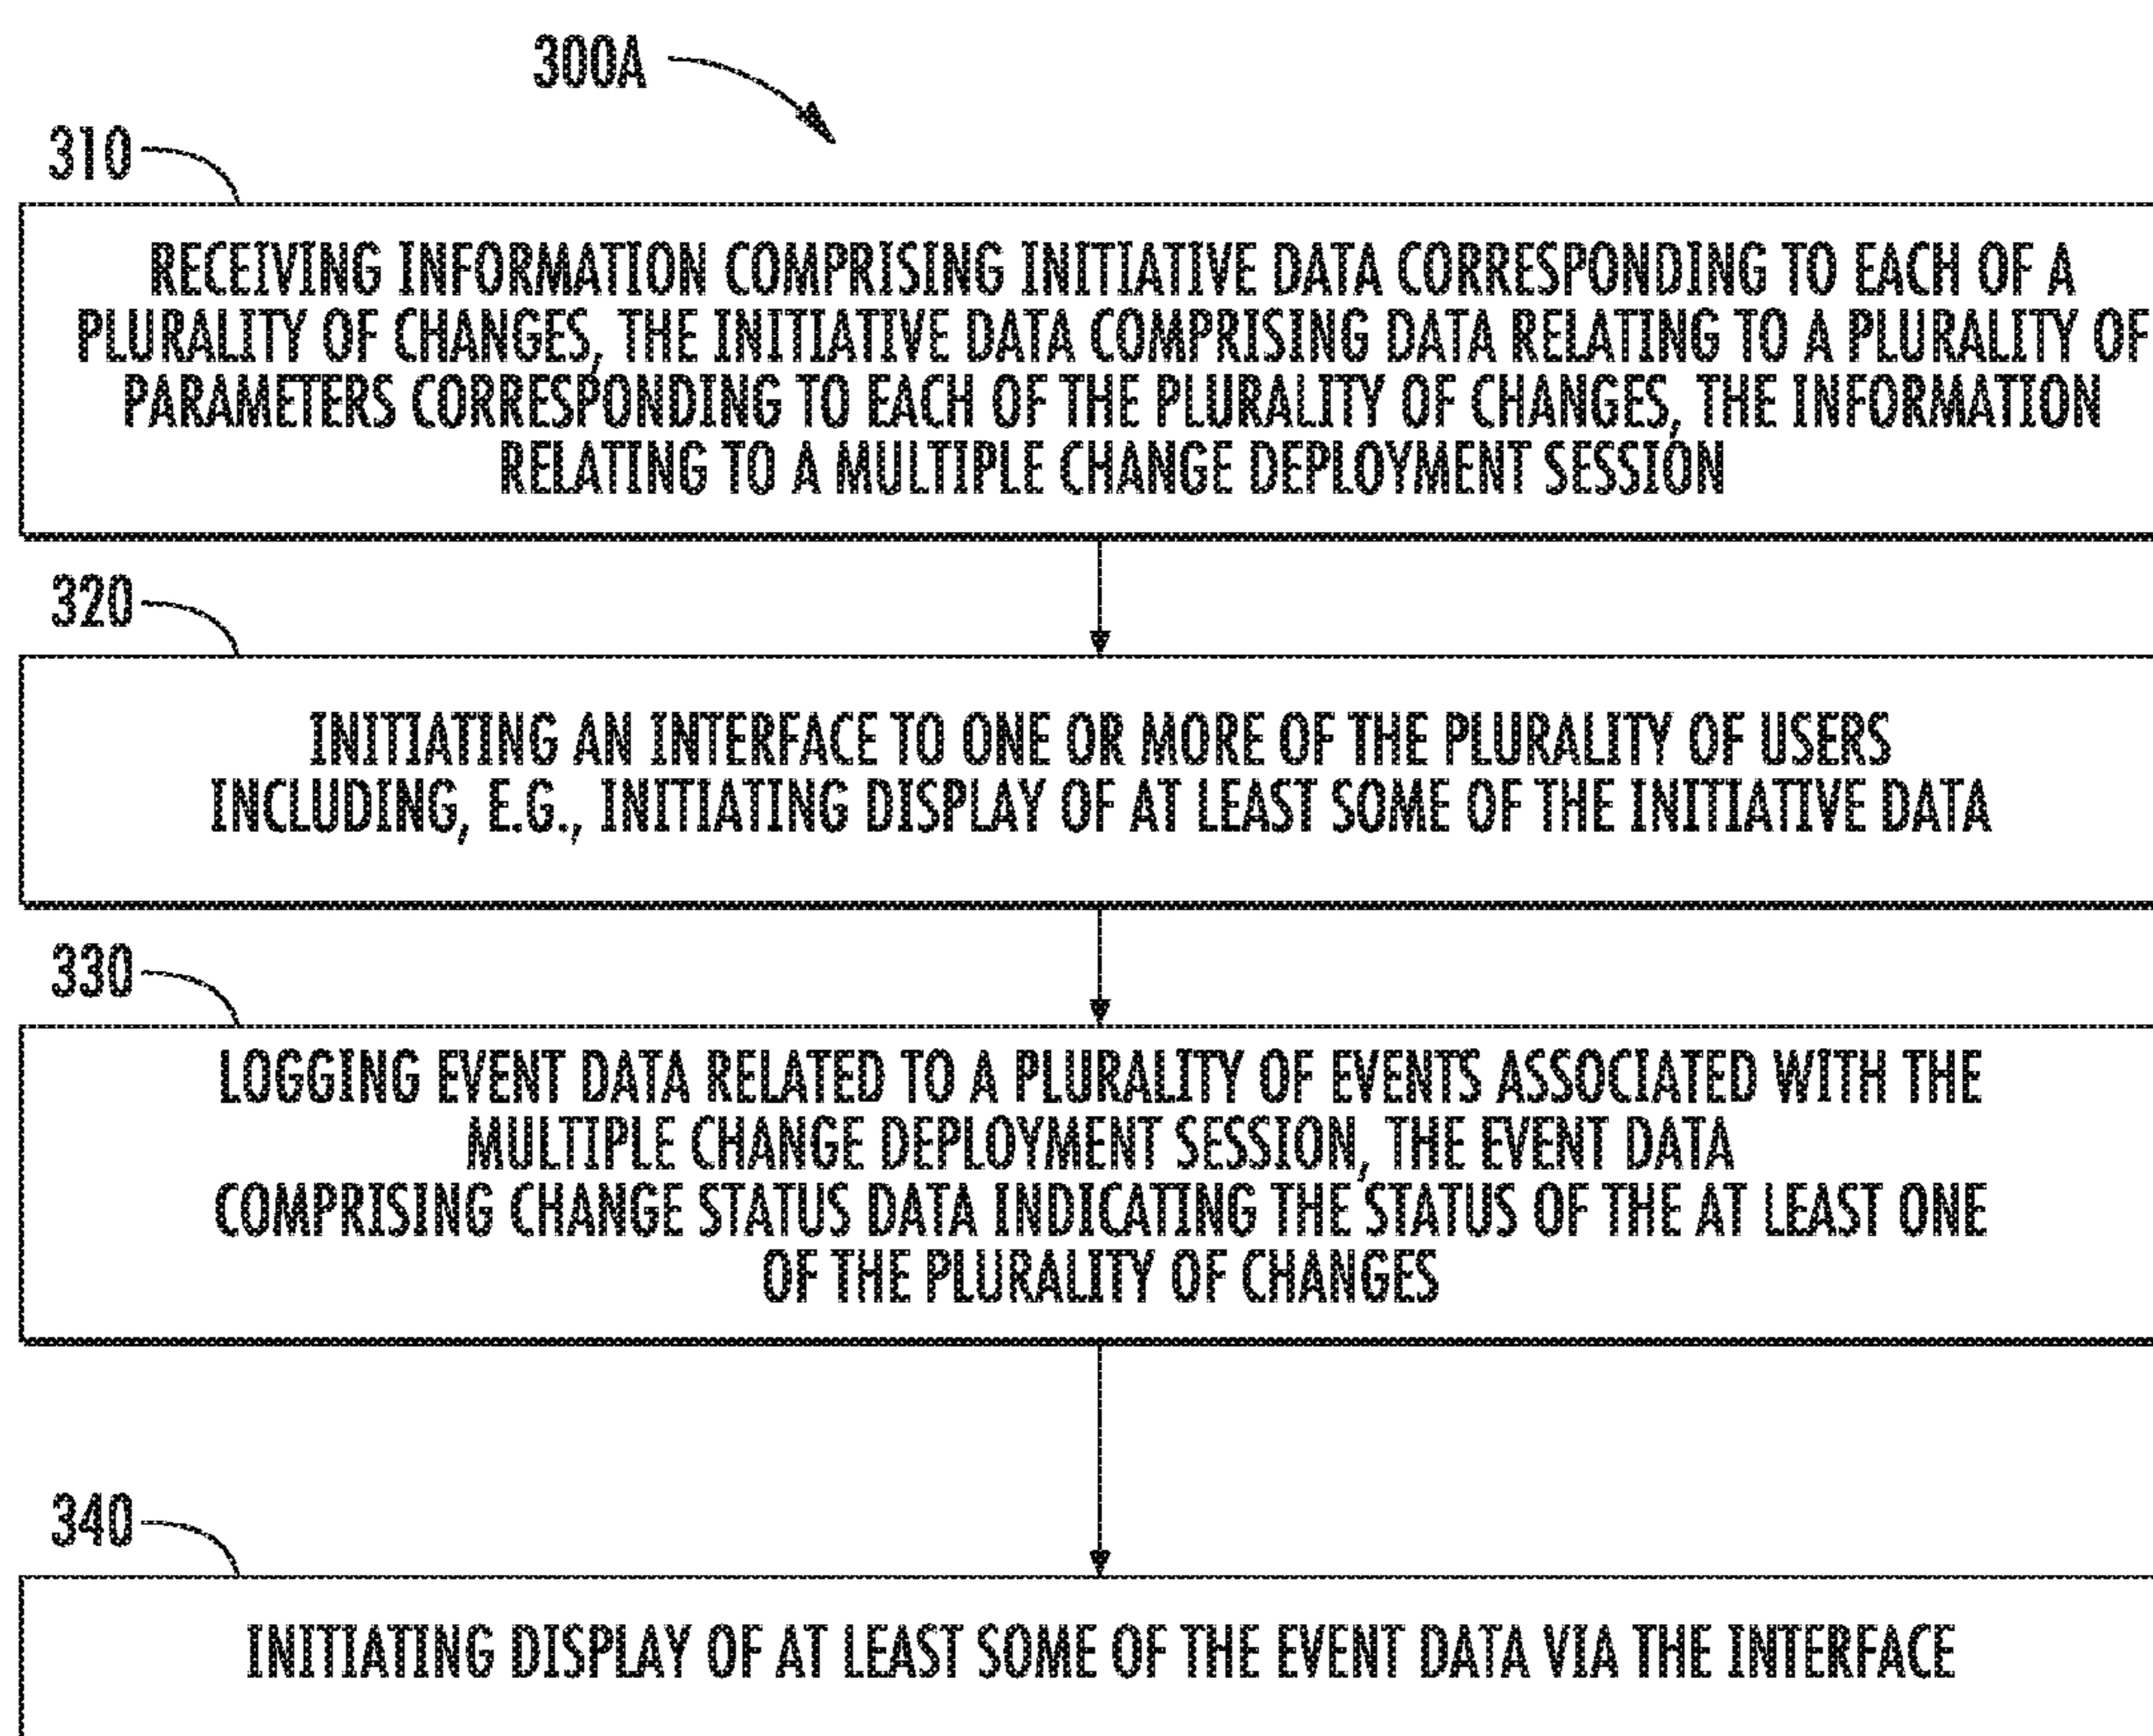 300A
310
RECEIVING INFORMATION COMPRISING INITIATIVE DATA CORRESPONDING TO EACH OF A
PLURALITY OF CHANGES, THE INITIATIVE DATA COMPRISING DATA RELATING TO A PLURALITY OF
PARAMETERS CORRESPONDING TO EACH OF THE PLURALITY OF CHANGES, THE INFORMATION
RELATING TO A MULTIPLE CHANGE DEPLOYMENT SESSION
320
INITIATING AN INTERFACE TO ONE OR MORE OF THE PLURALITY OF USERS
INCLUDING, E.G., INITIATING DISPLAY OF AT LEAST SOME OF THE INITIATIVE DATA
330
LOGGING EVENT DATA RELATED TO A PLURALITY OF EVENTS ASSOCIATED WITH THE
MULTIPLE CHANGE DEPLOYMENT SESSION, THE EVENT DATA
COMPRISING CHANGE STATUS DATA INDICATING THE STATUS OF THE AT LEAST ONE
OF THE PLURALITY OF CHANGES
340
INITIATING DISPLAY OF AT LEAST SOME OF THE EVENT DATA VIA THE INTERFACE